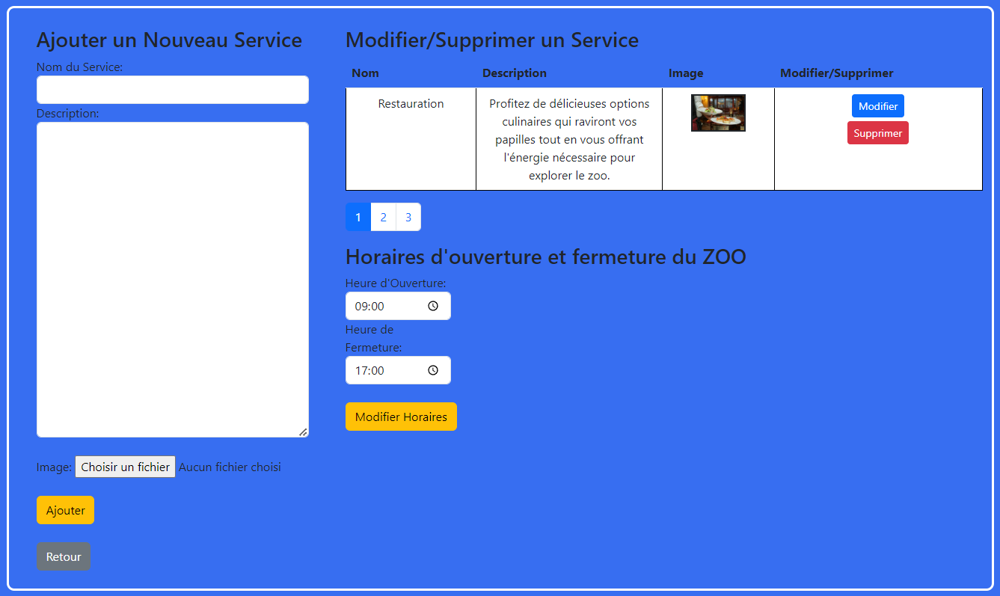 Ajouter un Nouveau Service
Nom du Service:
Description:
Image: Choisir un fichier Aucun fichier choisi
Ajouter
Retour
Modifier/Supprimer un Service
Nom Description Image Modifier/Supprimer
Restauration
Profitez de délicieuses options
culinaires qui raviront vos
papilles tout en vous offrant
l'énergie nécessaire pour
explorer le zoo.
Modifier
Supprimer
1 2 3
Horaires d'ouverture et fermeture du ZOO
Heure d'Ouverture:
09:00
Heure de
Fermeture:
17:00
Modifier Horaires